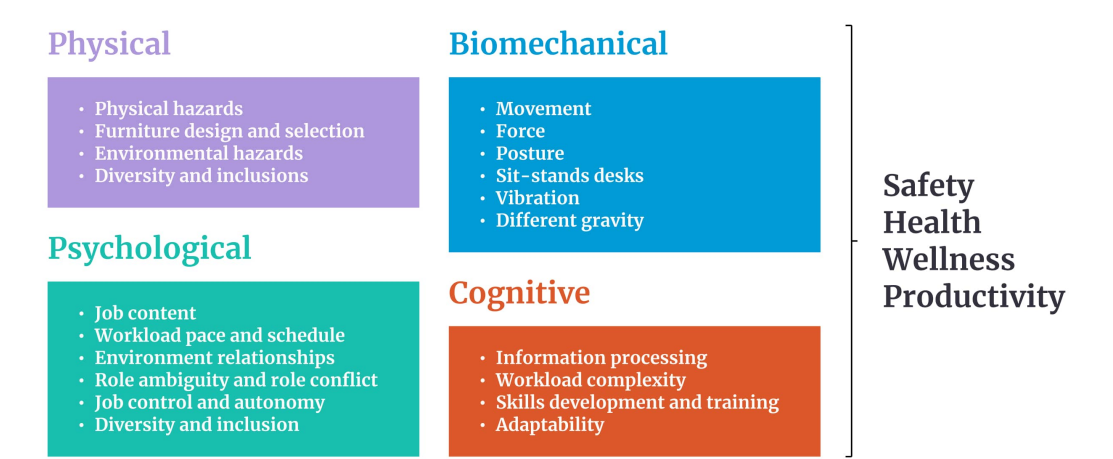 Physical
• Physical hazards
• Furniture design and selection
• Environmental hazards
• Diversity and inclusions
Psychological
• Job content
• Workload pace and schedule
• Environment relationships
• Role ambiguity and role conflict
• Job control and autonomy
• Diversity and inclusion
Biomechanical
• Movement
• Force
• Posture
• Sit-stands desks
• Vibration
• Different gravity
Cognitive
• Information processing
• Workload complexity
• Skills development and training
• Adaptability
Safety
Health
Wellness
Productivity